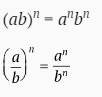 (ab)ⁿ = aⁿbⁿ
(a/b)ⁿ = aⁿ/bⁿ